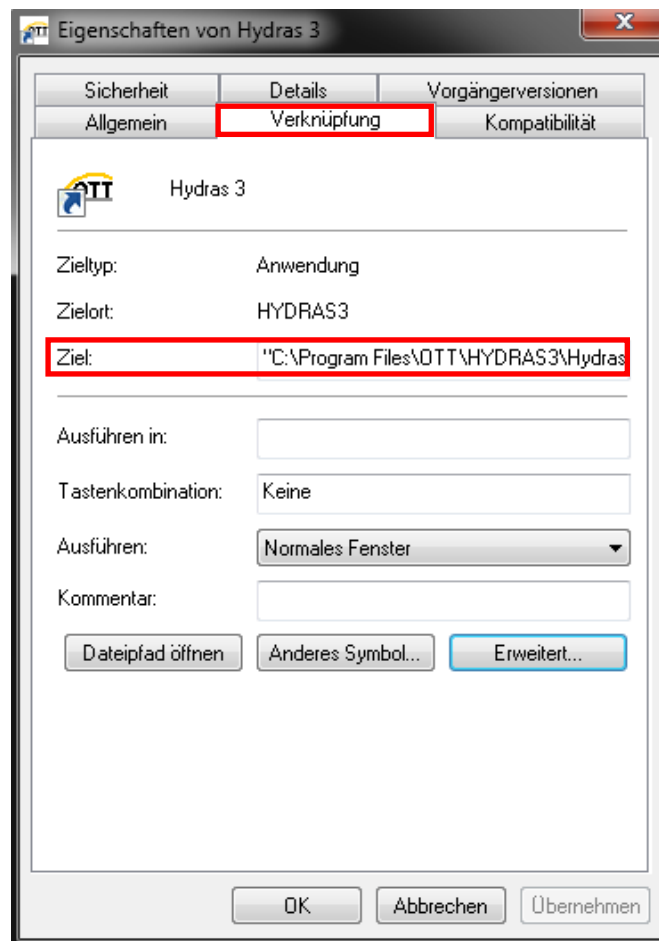 Eigenschaften von Hydras 3
Sicherheit Details Vorgängerversionen
Allgemein Verknüpfung Kompatibilität
OTT Hydras 3
Zieltyp: Anwendung
Zielort: HYDRAS3
Ziel: "C:\Program Files\OTT\HYDRAS3\Hydras
Ausführen in:
Tastenkombination: Keine
Ausführen: Normales Fenster
Kommentar:
Dateipfad öffnen Anderes Symbol... Erweitert...
OK Abbrechen Übernehmen